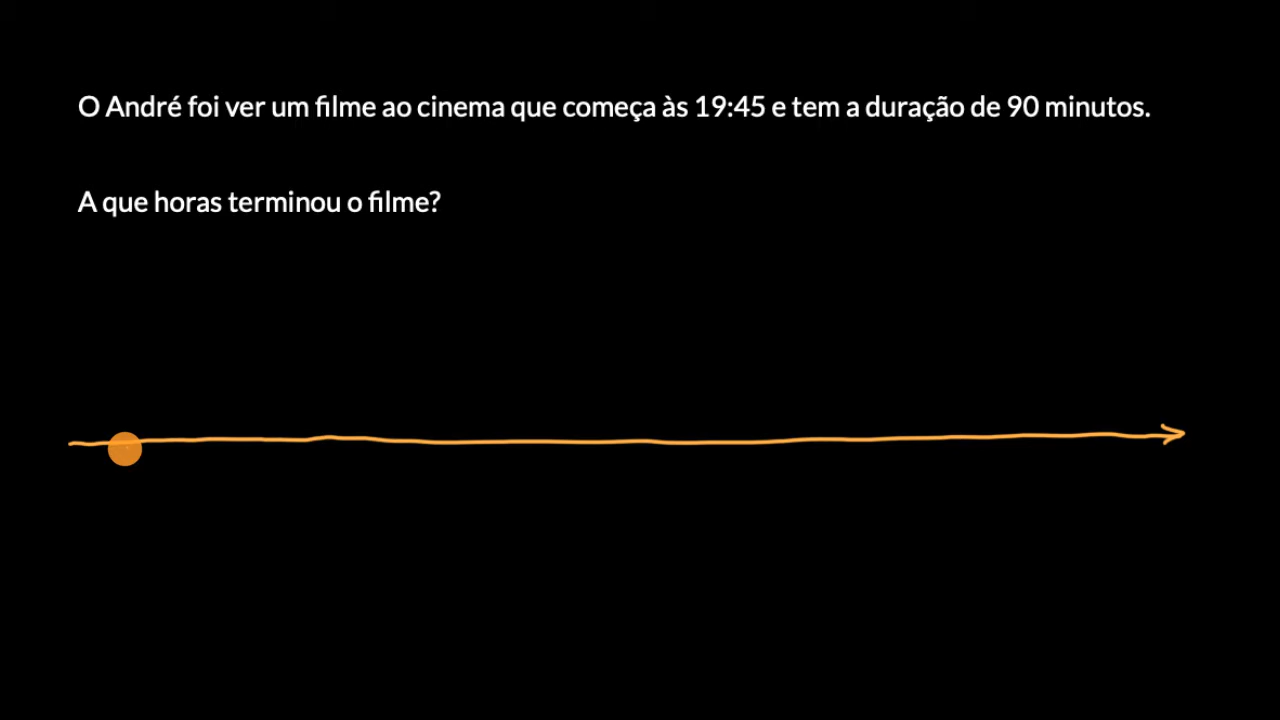 O André foi ver um filme ao cinema que começa às 19:45 e tem a duração de 90 minutos.
A que horas terminou o filme?